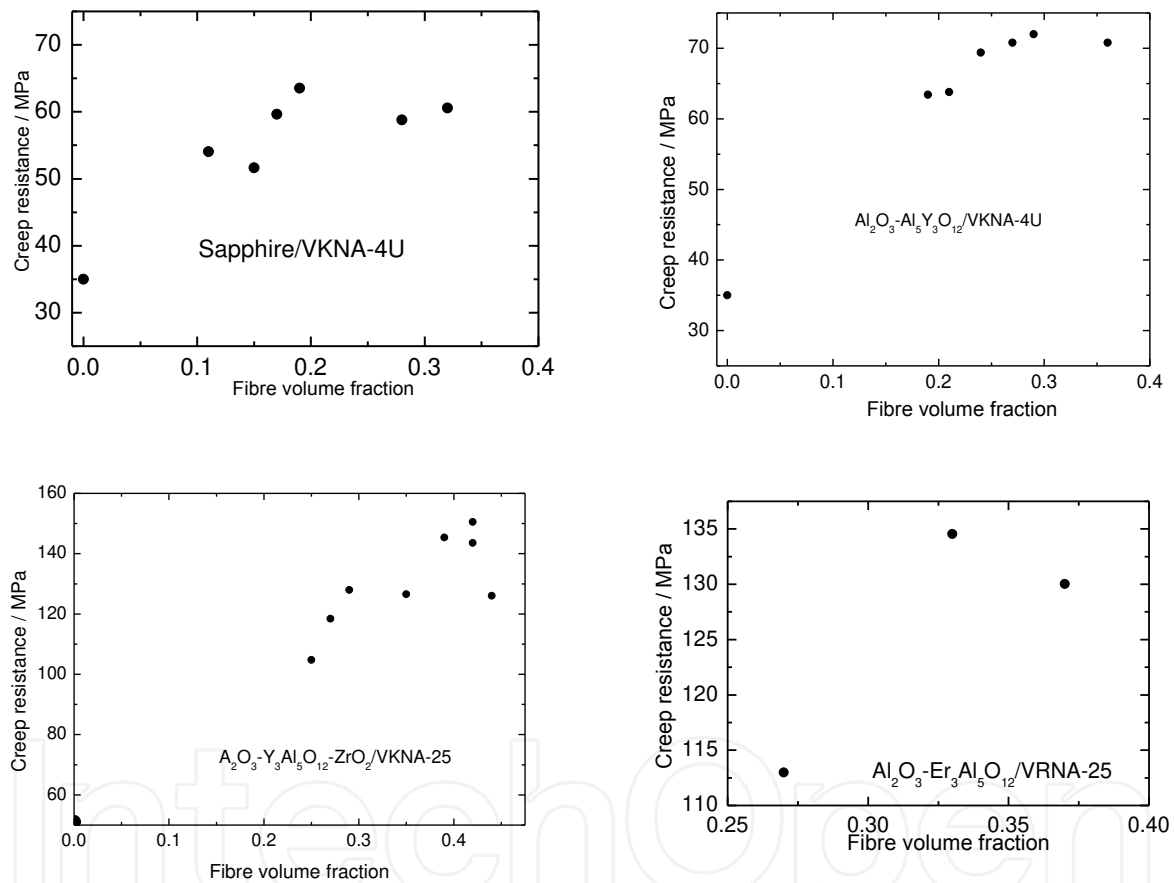 70
60
50
40
30
Creep resistance / MPa
Sapphire/VKNA-4U
0.0 0.1 0.2 0.3 0.4
Fibre volume fraction
70
60
50
40
30
Creep resistance / MPa
Al₂O₃-Al₅Y₃O₁₂/VKNA-4U
0.0 0.1 0.2 0.3 0.4
Fibre volume fraction
160
140
120
100
80
60
Creep resistance / MPa
A₂O₃-Y₃Al₅O₁₂-ZrO₂/VKNA-25
0.0 0.1 0.2 0.3 0.4
Fibre volume fraction
135
130
125
120
115
110
Creep resistance / MPa
Al₂O₃-Er₃Al₅O₁₂/VRNA-25
0.25 0.30 0.35 0.40
Fibre volume fraction
IntechOpen